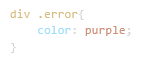 div .error{
    color: purple;
}